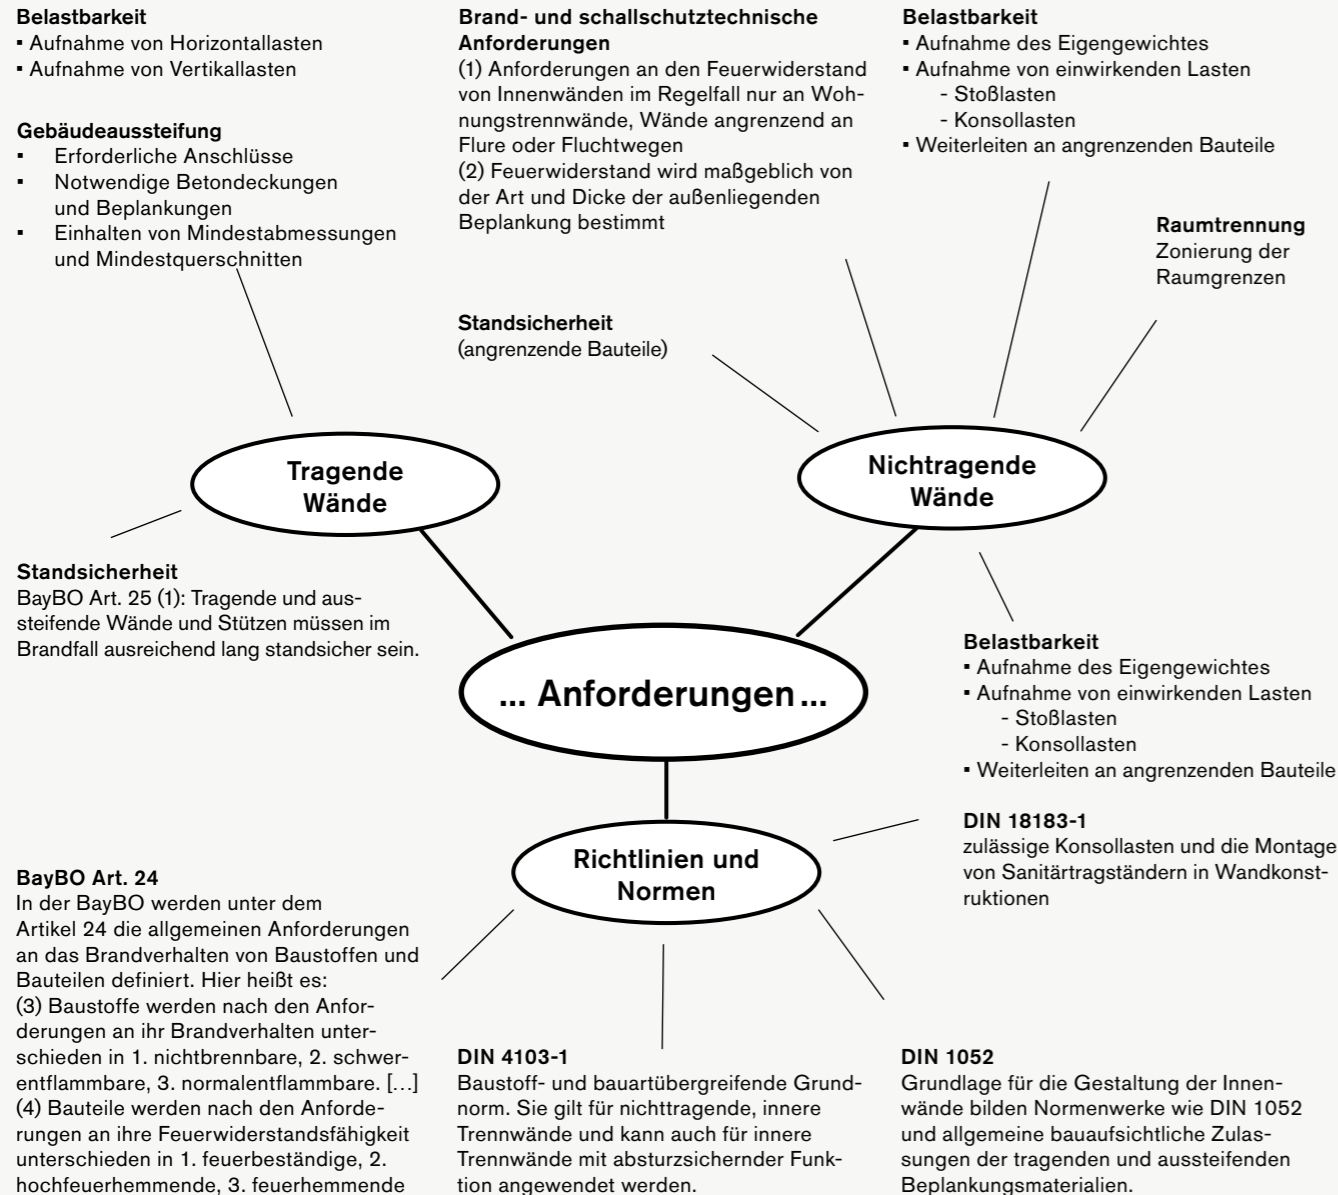 Belastbarkeit
▪ Aufnahme von Horizontallasten
▪ Aufnahme von Vertikallasten
Gebäudeaussteifung
▪ Erforderliche Anschlüsse
▪ Notwendige Betondeckungen
und Beplankungen
▪ Einhalten von Mindestabmessungen
und Mindestquerschnitten
Brand- und schallschutztechnische
Anforderungen
(1) Anforderungen an den Feuerwiderstand
von Innenwänden im Regelfall nur an Woh-
nungstrennwände, Wände angrenzend an
Flure oder Fluchtwegen
(2) Feuerwiderstand wird maßgeblich von
der Art und Dicke der außenliegenden
Beplankung bestimmt
Standsicherheit
(angrenzende Bauteile)
Belastbarkeit
▪ Aufnahme des Eigengewichtes
▪ Aufnahme von einwirkenden Lasten
- Stoßlasten
- Konsollasten
▪ Weiterleiten an angrenzenden Bauteile
Raumtrennung
Zonierung der
Raumgrenzen
Tragende
Wände
Nichtragende
Wände
Standsicherheit
BayBO Art. 25 (1): Tragende und aus-
steifende Wände und Stützen müssen im
Brandfall ausreichend lang standsicher sein.
... Anforderungen ...
Belastbarkeit
▪ Aufnahme des Eigengewichtes
▪ Aufnahme von einwirkenden Lasten
- Stoßlasten
- Konsollasten
▪ Weiterleiten an angrenzenden Bauteile
Richtlinien und
Normen
DIN 18183-1
zulässige Konsollasten und die Montage
von Sanitärtragständern in Wandkonst-
ruktionen
BayBO Art. 24
In der BayBO werden unter dem
Artikel 24 die allgemeinen Anforderungen
an das Brandverhalten von Baustoffen und
Bauteilen definiert. Hier heißt es:
(3) Baustoffe werden nach den Anfor-
derungen an ihr Brandverhalten unter-
schieden in 1. nichtbrennbare, 2. schwer-
entflammbare, 3. normalentflammbare. [...]
(4) Bauteile werden nach den Anforde-
rungen an ihre Feuerwiderstandsfähigkeit
unterschieden in 1. feuerbeständige, 2.
hochfeuerhemmende, 3. feuerhemmende
DIN 4103-1
Baustoff- und bauartübergreifende Grund-
norm. Sie gilt für nichttragende, innere
Trennwände und kann auch für innere
Trennwände mit absturzsichernder Funk-
tion angewendet werden.
DIN 1052
Grundlage für die Gestaltung der Innen-
wände bilden Normenwerke wie DIN 1052
und allgemeine bauaufsichtliche Zulas-
sungen der tragenden und aussteifenden
Beplankungsmaterialien.